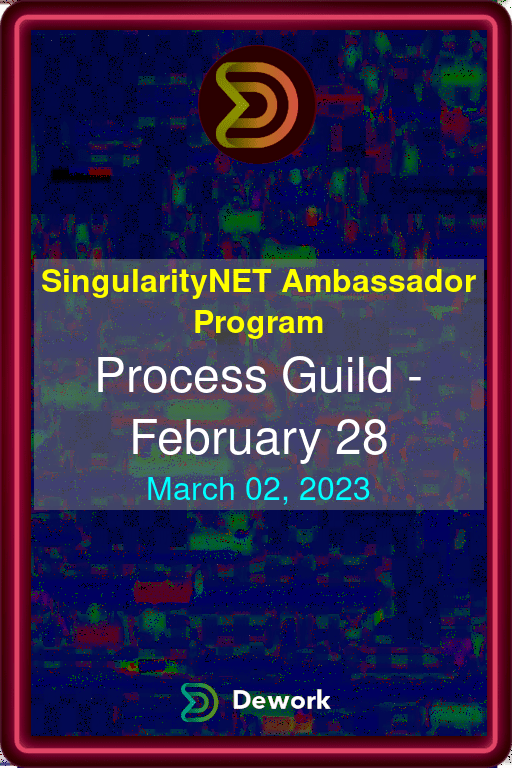 SingularityNET Ambassador
Program
Process Guild -
February 28
March 02, 2023
Dework